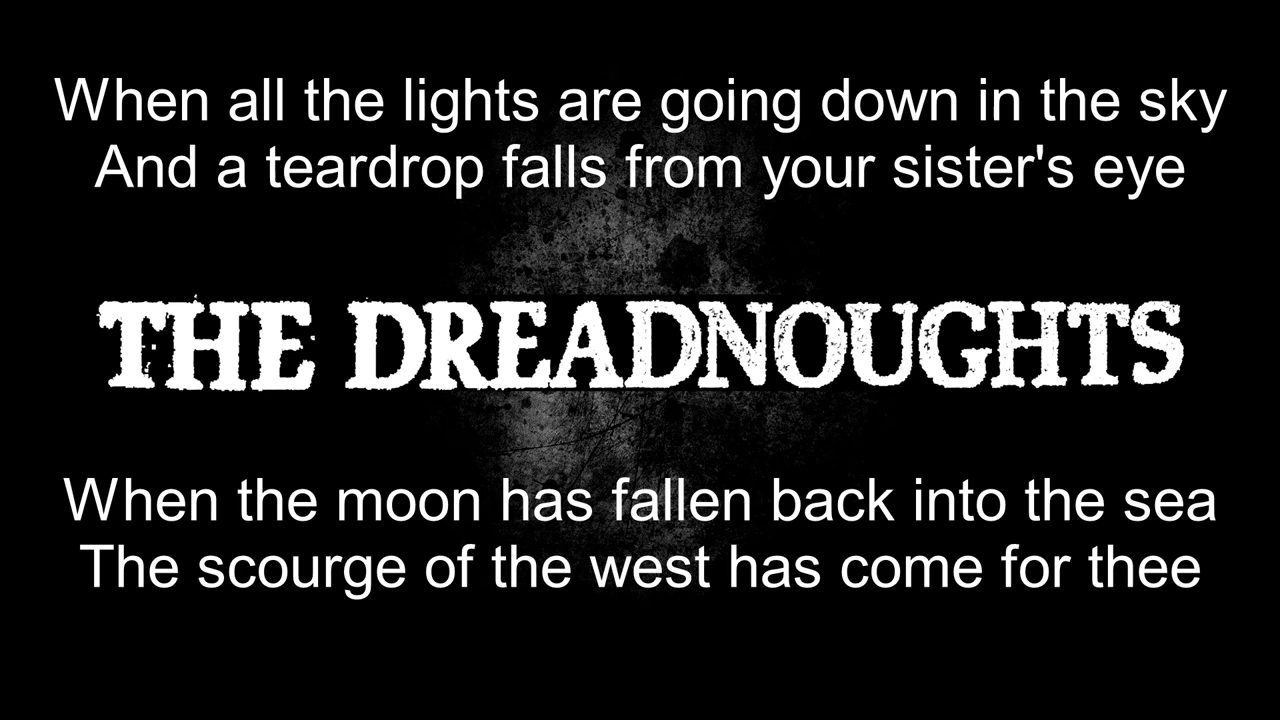 When all the lights are going down in the sky
And a teardrop falls from your sister's eye
THE DREADNOUGHTS
When the moon has fallen back into the sea
The scourge of the west has come for thee